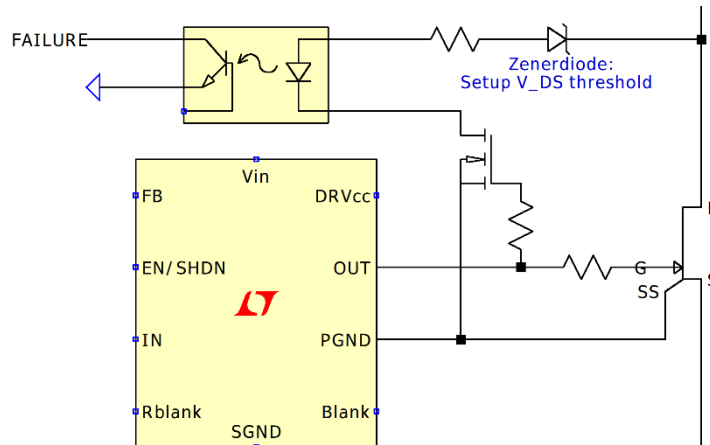 FAILURE
Zenerdiode:
Setup V_DS threshold
Vin
FB
DRVcc
EN/SHDN
OUT
G
SS
IN
PGND
Rblank
Blank
SGND